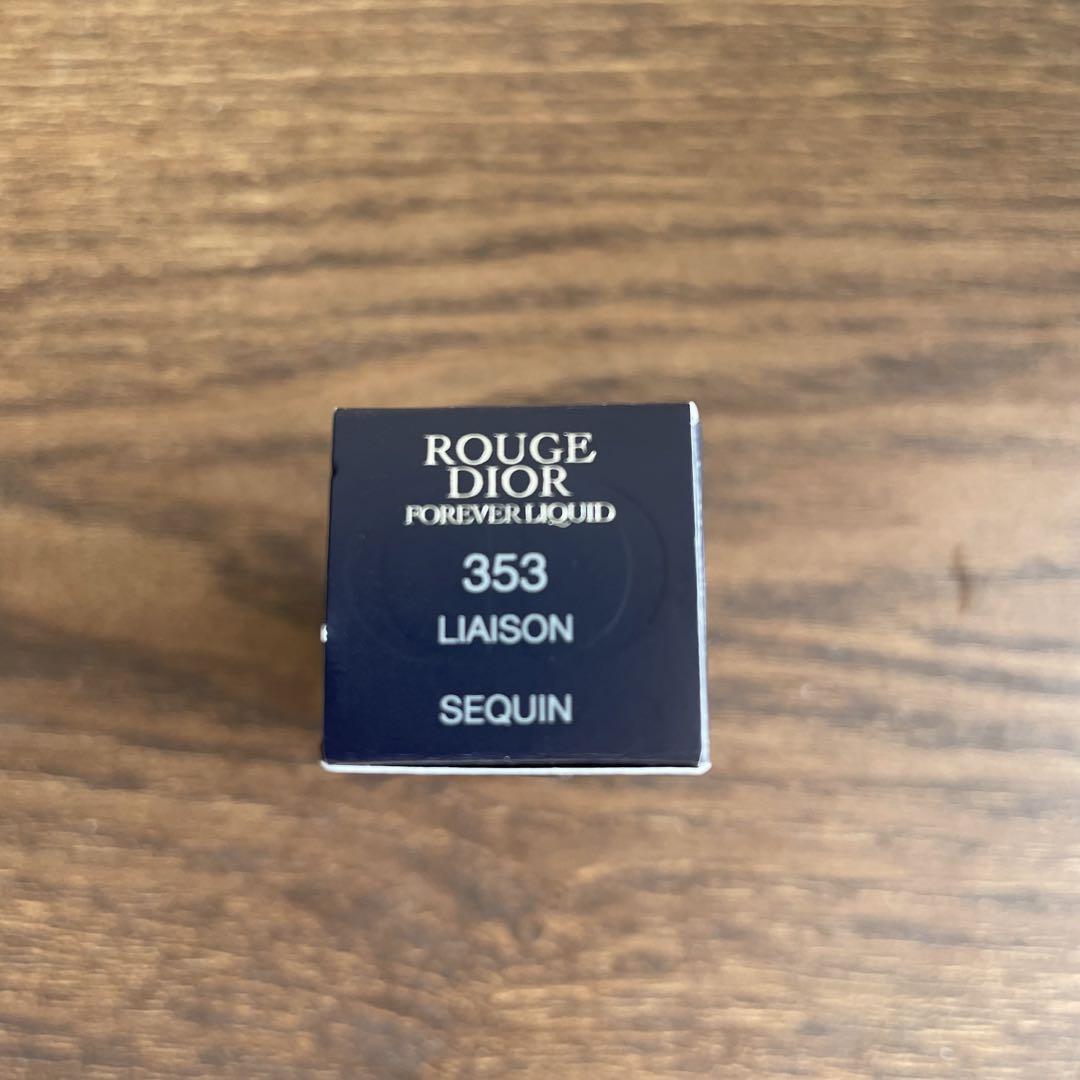 ROUGE
DIOR
FOREVER LIQUID
353
LIAISON
SEQUIN